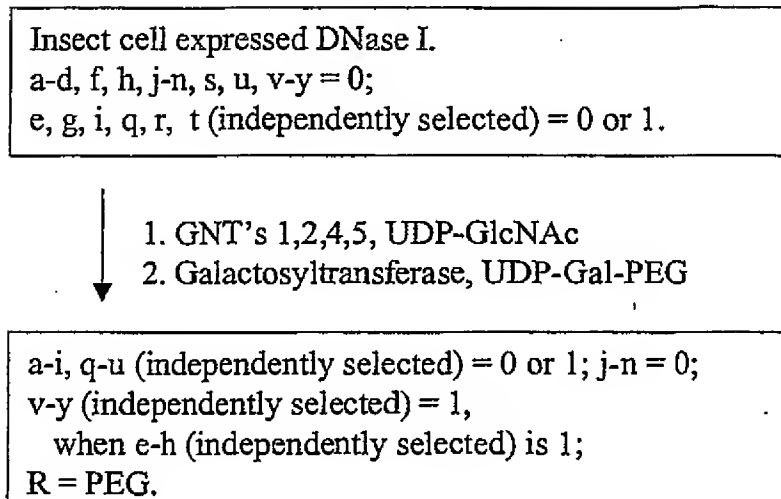 Insect cell expressed DNase I.
a-d, f, h, j-n, s, u, v-y = 0;
e, g, i, q, r, t (independently selected) = 0 or 1.
1. GNT's 1,2,4,5, UDP-GlcNAc
2. Galactosyltransferase, UDP-Gal-PEG
a-i, q-u (independently selected) = 0 or 1; j-n = 0;
v-y (independently selected) = 1,
when e-h (independently selected) is 1;
R = PEG.